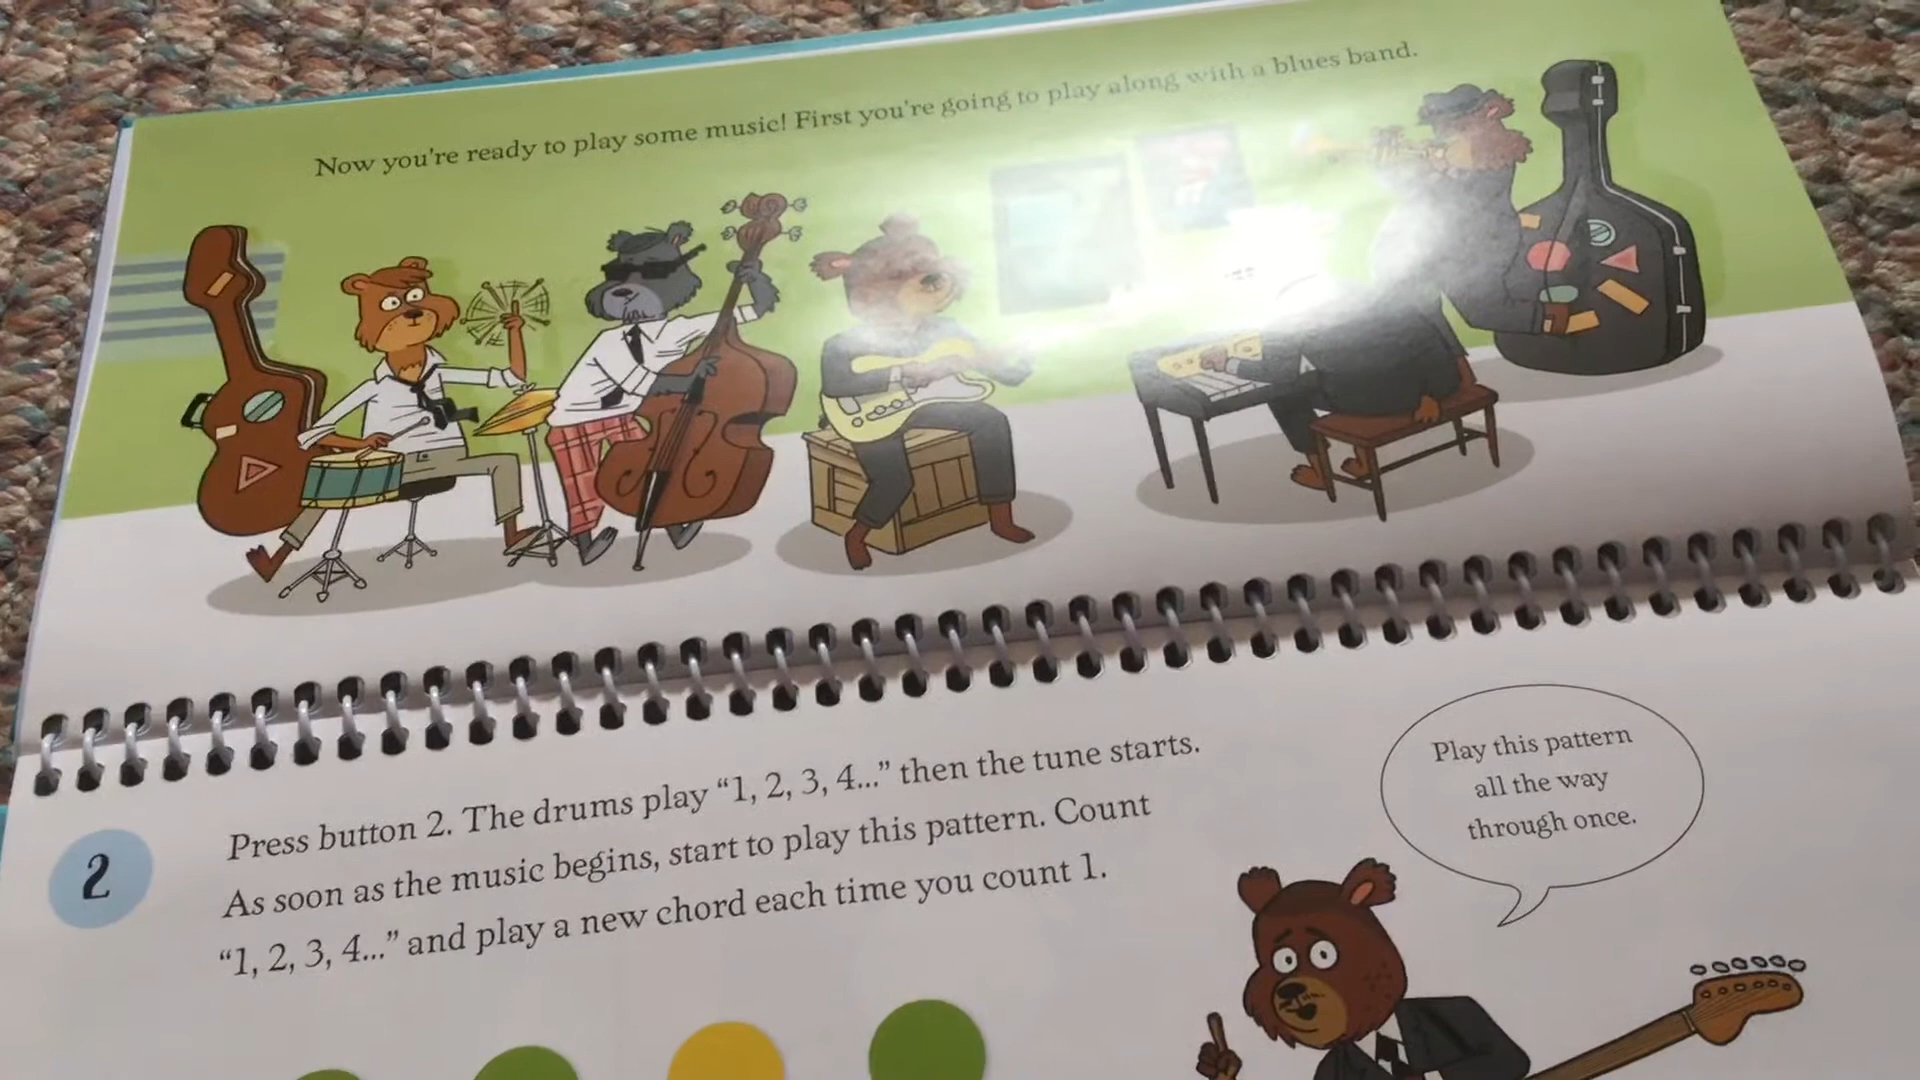 Now you're ready to play some music! First you're going to play along with a blues band.
2
Press button 2. The drums play “1, 2, 3, 4...” then the tune starts.
As soon as the music begins, start to play this pattern. Count
“1, 2, 3, 4...” and play a new chord each time you count 1.
Play this pattern
all the way
through once.